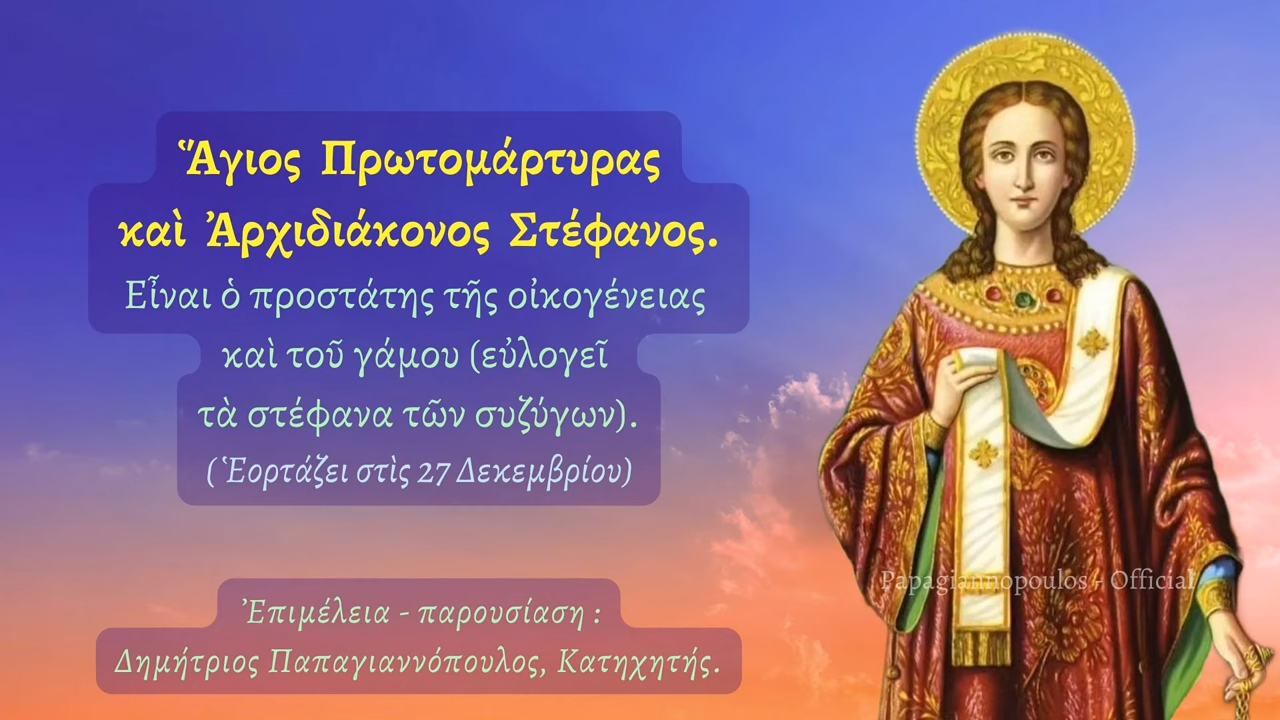 Ἅγιος Πρωτομάρτυρας
καὶ Ἀρχιδιάκονος Στέφανος.
Εἶναι ὁ προστάτης τῆς οἰκογένειας
καὶ τοῦ γάμου (εὐλογεῖ
τὰ στέφανα τῶν συζύγων).
(Ἑορτάζει στὶς 27 Δεκεμβρίου)
Ἐπιμέλεια - παρουσίαση :
Δημήτριος Παπαγιαννόπουλος, Κατηχητής.
Papagiannopoulos - Official